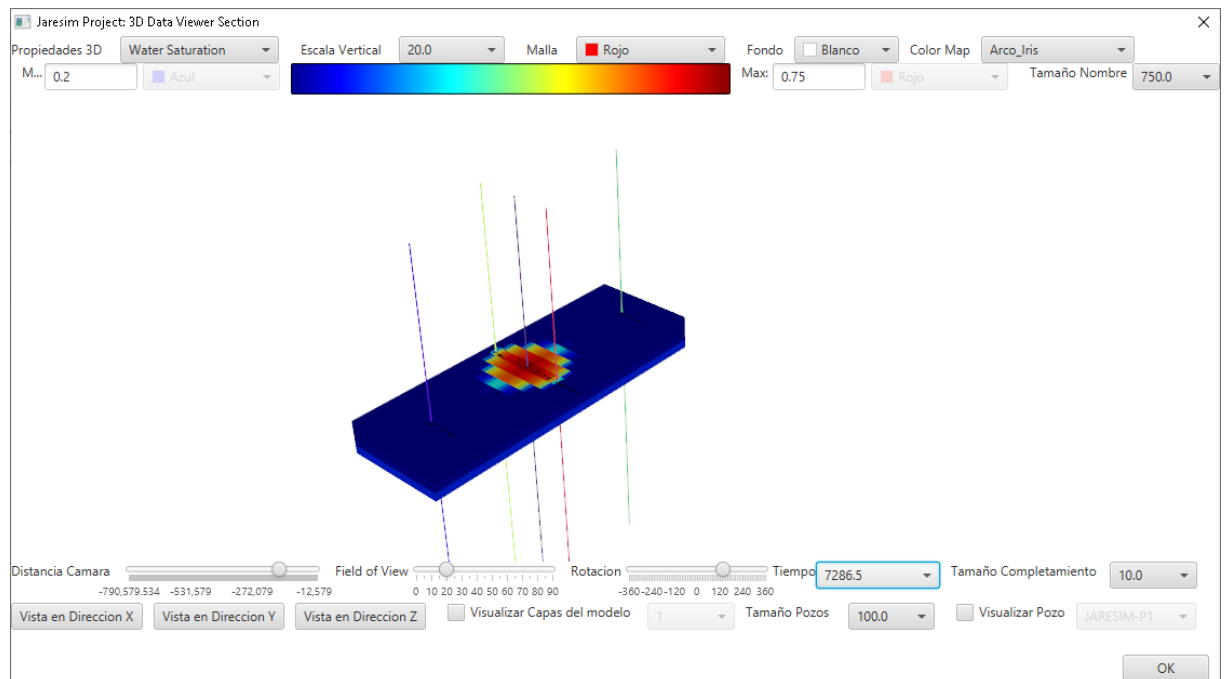 Jaresim Project: 3D Data Viewer Section
Propiedades 3D Water Saturation Escala Vertical 20.0 Malla Rojo Fondo Blanco Color Map Arco_Iris
M... 0.2 Azul Max: 0.75 Rojo Tamaño Nombre 750.0
Distancia Camara Field of View Rotacion Tiempo 7286.5 Tamaño Completamiento 10.0
-790,579.534 -531,579 -272,079 -12,579 0 10 20 30 40 50 60 70 80 90 -360-240-120 0 120 240 360
Vista en Direccion X Vista en Direccion Y Vista en Direccion Z Visualizar Capas del modelo 1 Tamaño Pozos 100.0 Visualizar Pozo JARESIM-P1
OK